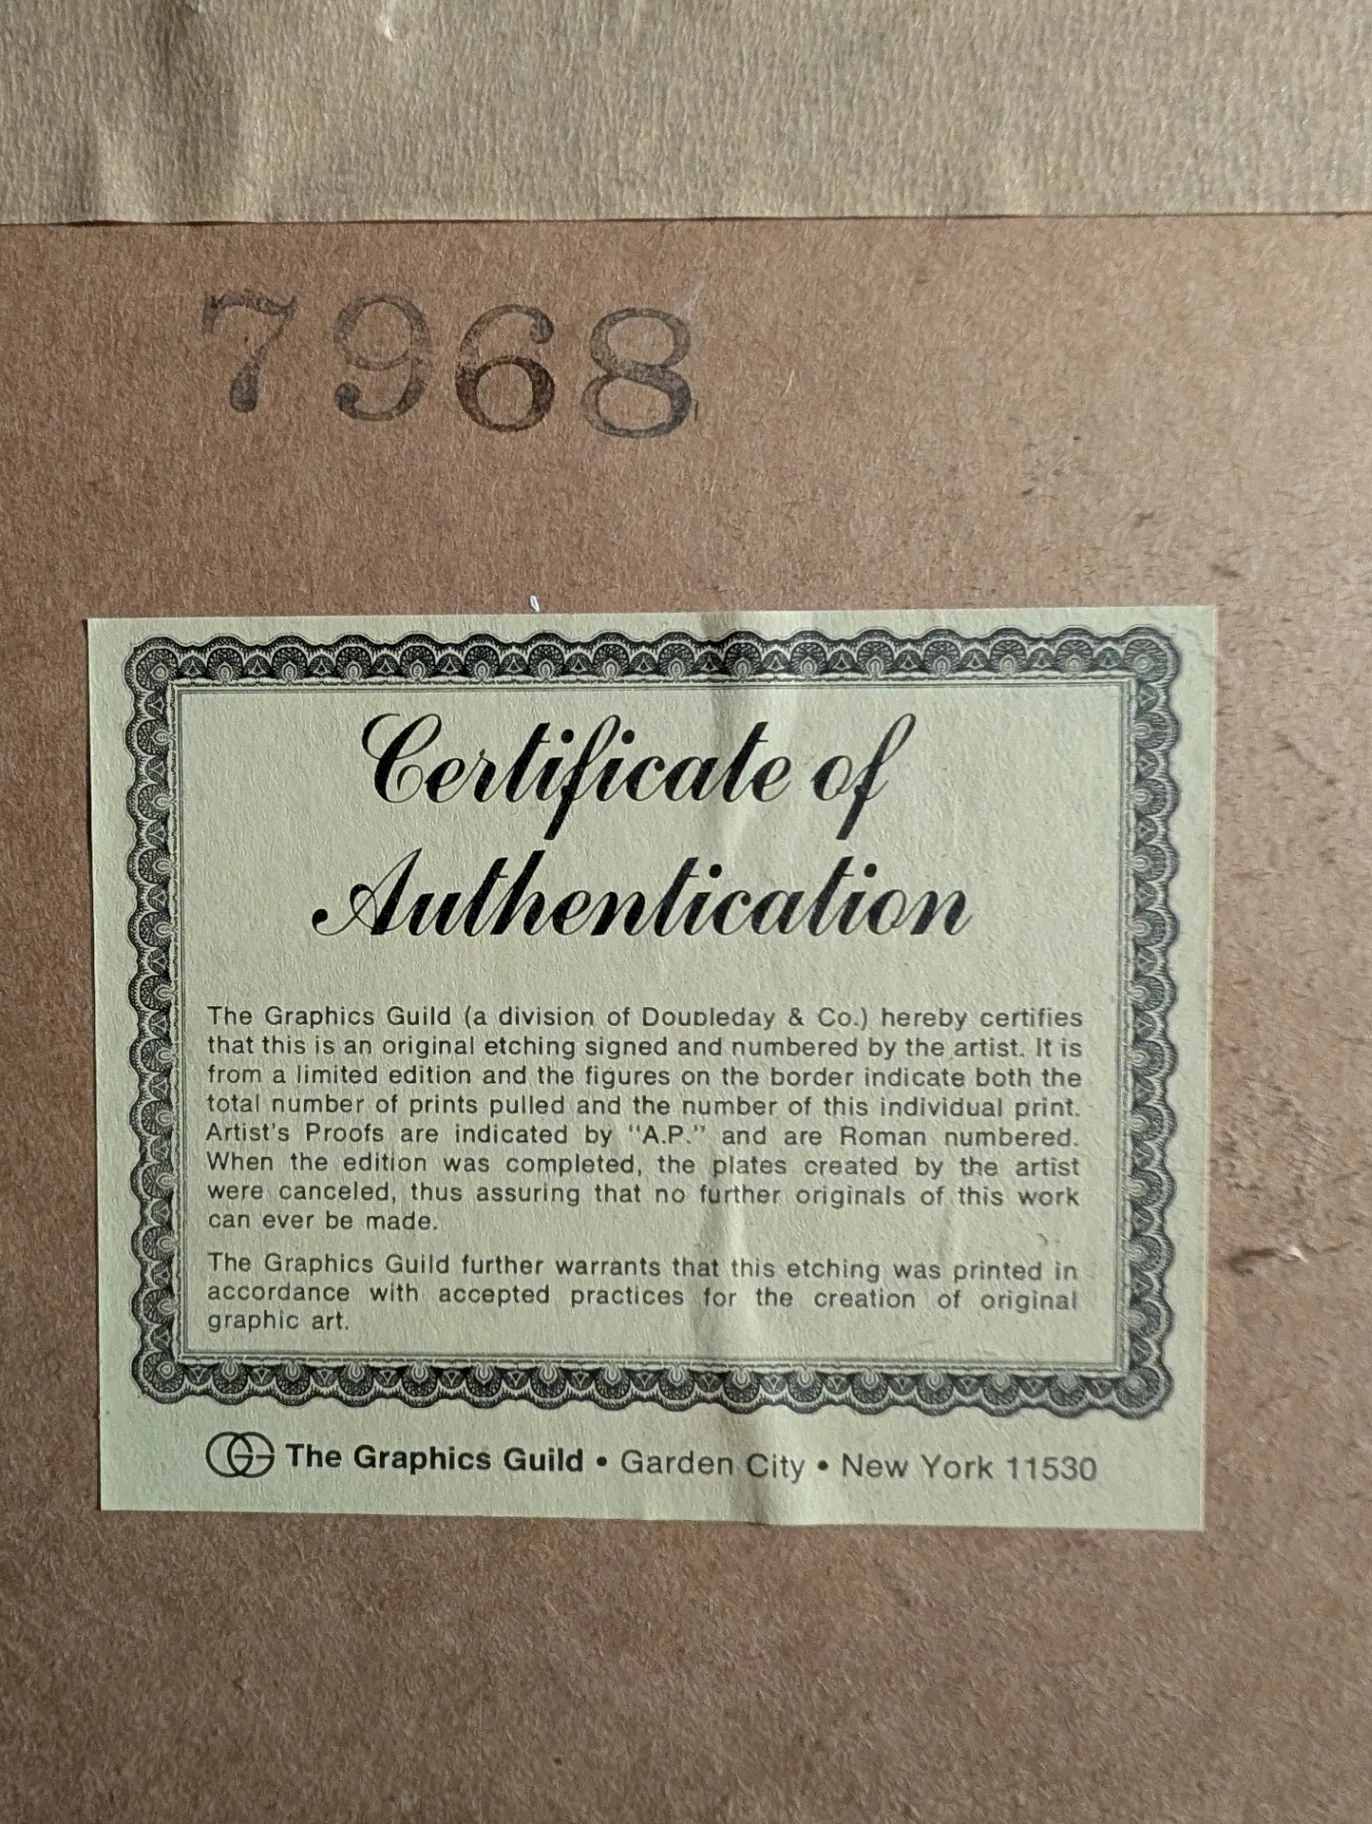 7968
Certificate of
Authentication
The Graphics Guild (a division of Doubleday & Co.) hereby certifies
that this is an original etching signed and numbered by the artist. It is
from a limited edition and the figures on the border indicate both the
total number of prints pulled and the number of this individual print.
Artist's Proofs are indicated by "A.P." and are Roman numbered.
When the edition was completed, the plates created by the artist
were canceled, thus assuring that no further originals of this work
can ever be made.
The Graphics Guild further warrants that this etching was printed in
accordance with accepted practices for the creation of original
graphic art.
GG The Graphics Guild • Garden City • New York 11530